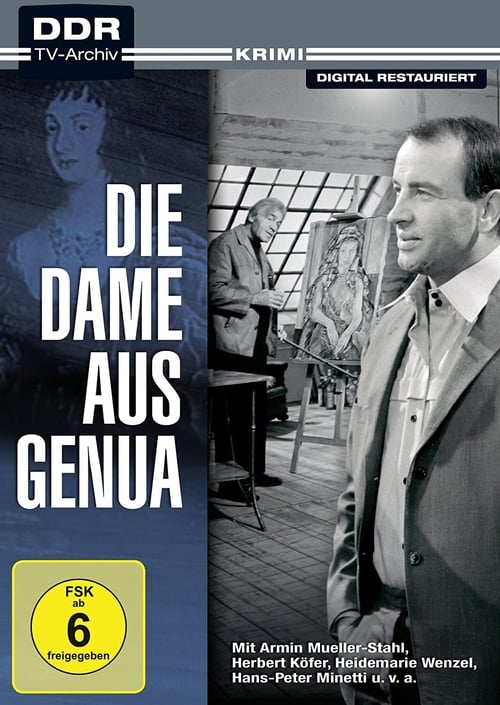 DDR
TV-Archiv
KRIMI
DIGITAL RESTAURIERT
DIE
DAME
AUS
GENUA
FSK
ab
6
freigegeben
Mit Armin Mueller-Stahl,
Herbert Köfer, Heidemarie Wenzel,
Hans-Peter Minetti u. v. a.